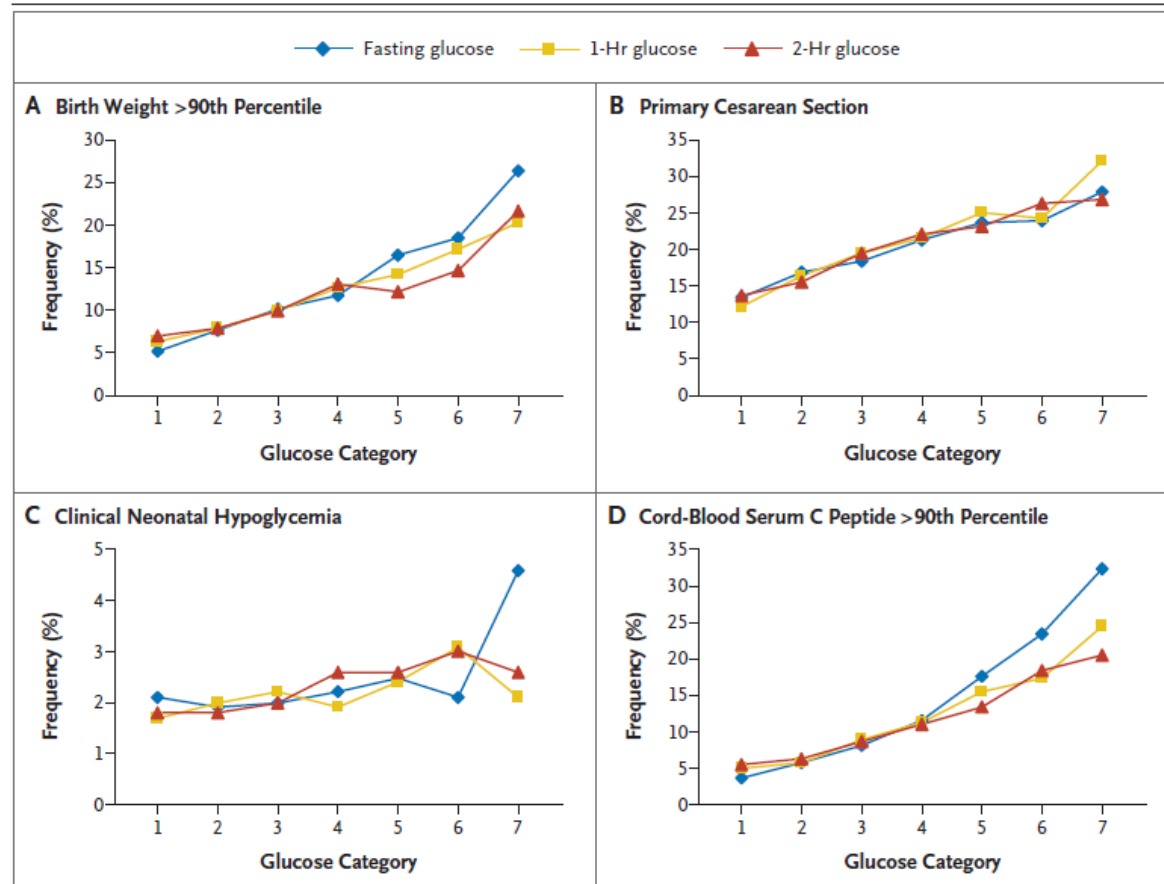 Fasting glucose 1-Hr glucose 2-Hr glucose
A Birth Weight >90th Percentile
30
25
20
15
10
5
0
Frequency (%)
1 2 3 4 5 6 7
Glucose Category
B Primary Cesarean Section
35
30
25
20
15
10
5
0
Frequency (%)
1 2 3 4 5 6 7
Glucose Category
C Clinical Neonatal Hypoglycemia
5
4
3
2
1
0
Frequency (%)
1 2 3 4 5 6 7
Glucose Category
D Cord-Blood Serum C Peptide >90th Percentile
35
30
25
20
15
10
5
0
Frequency (%)
1 2 3 4 5 6 7
Glucose Category